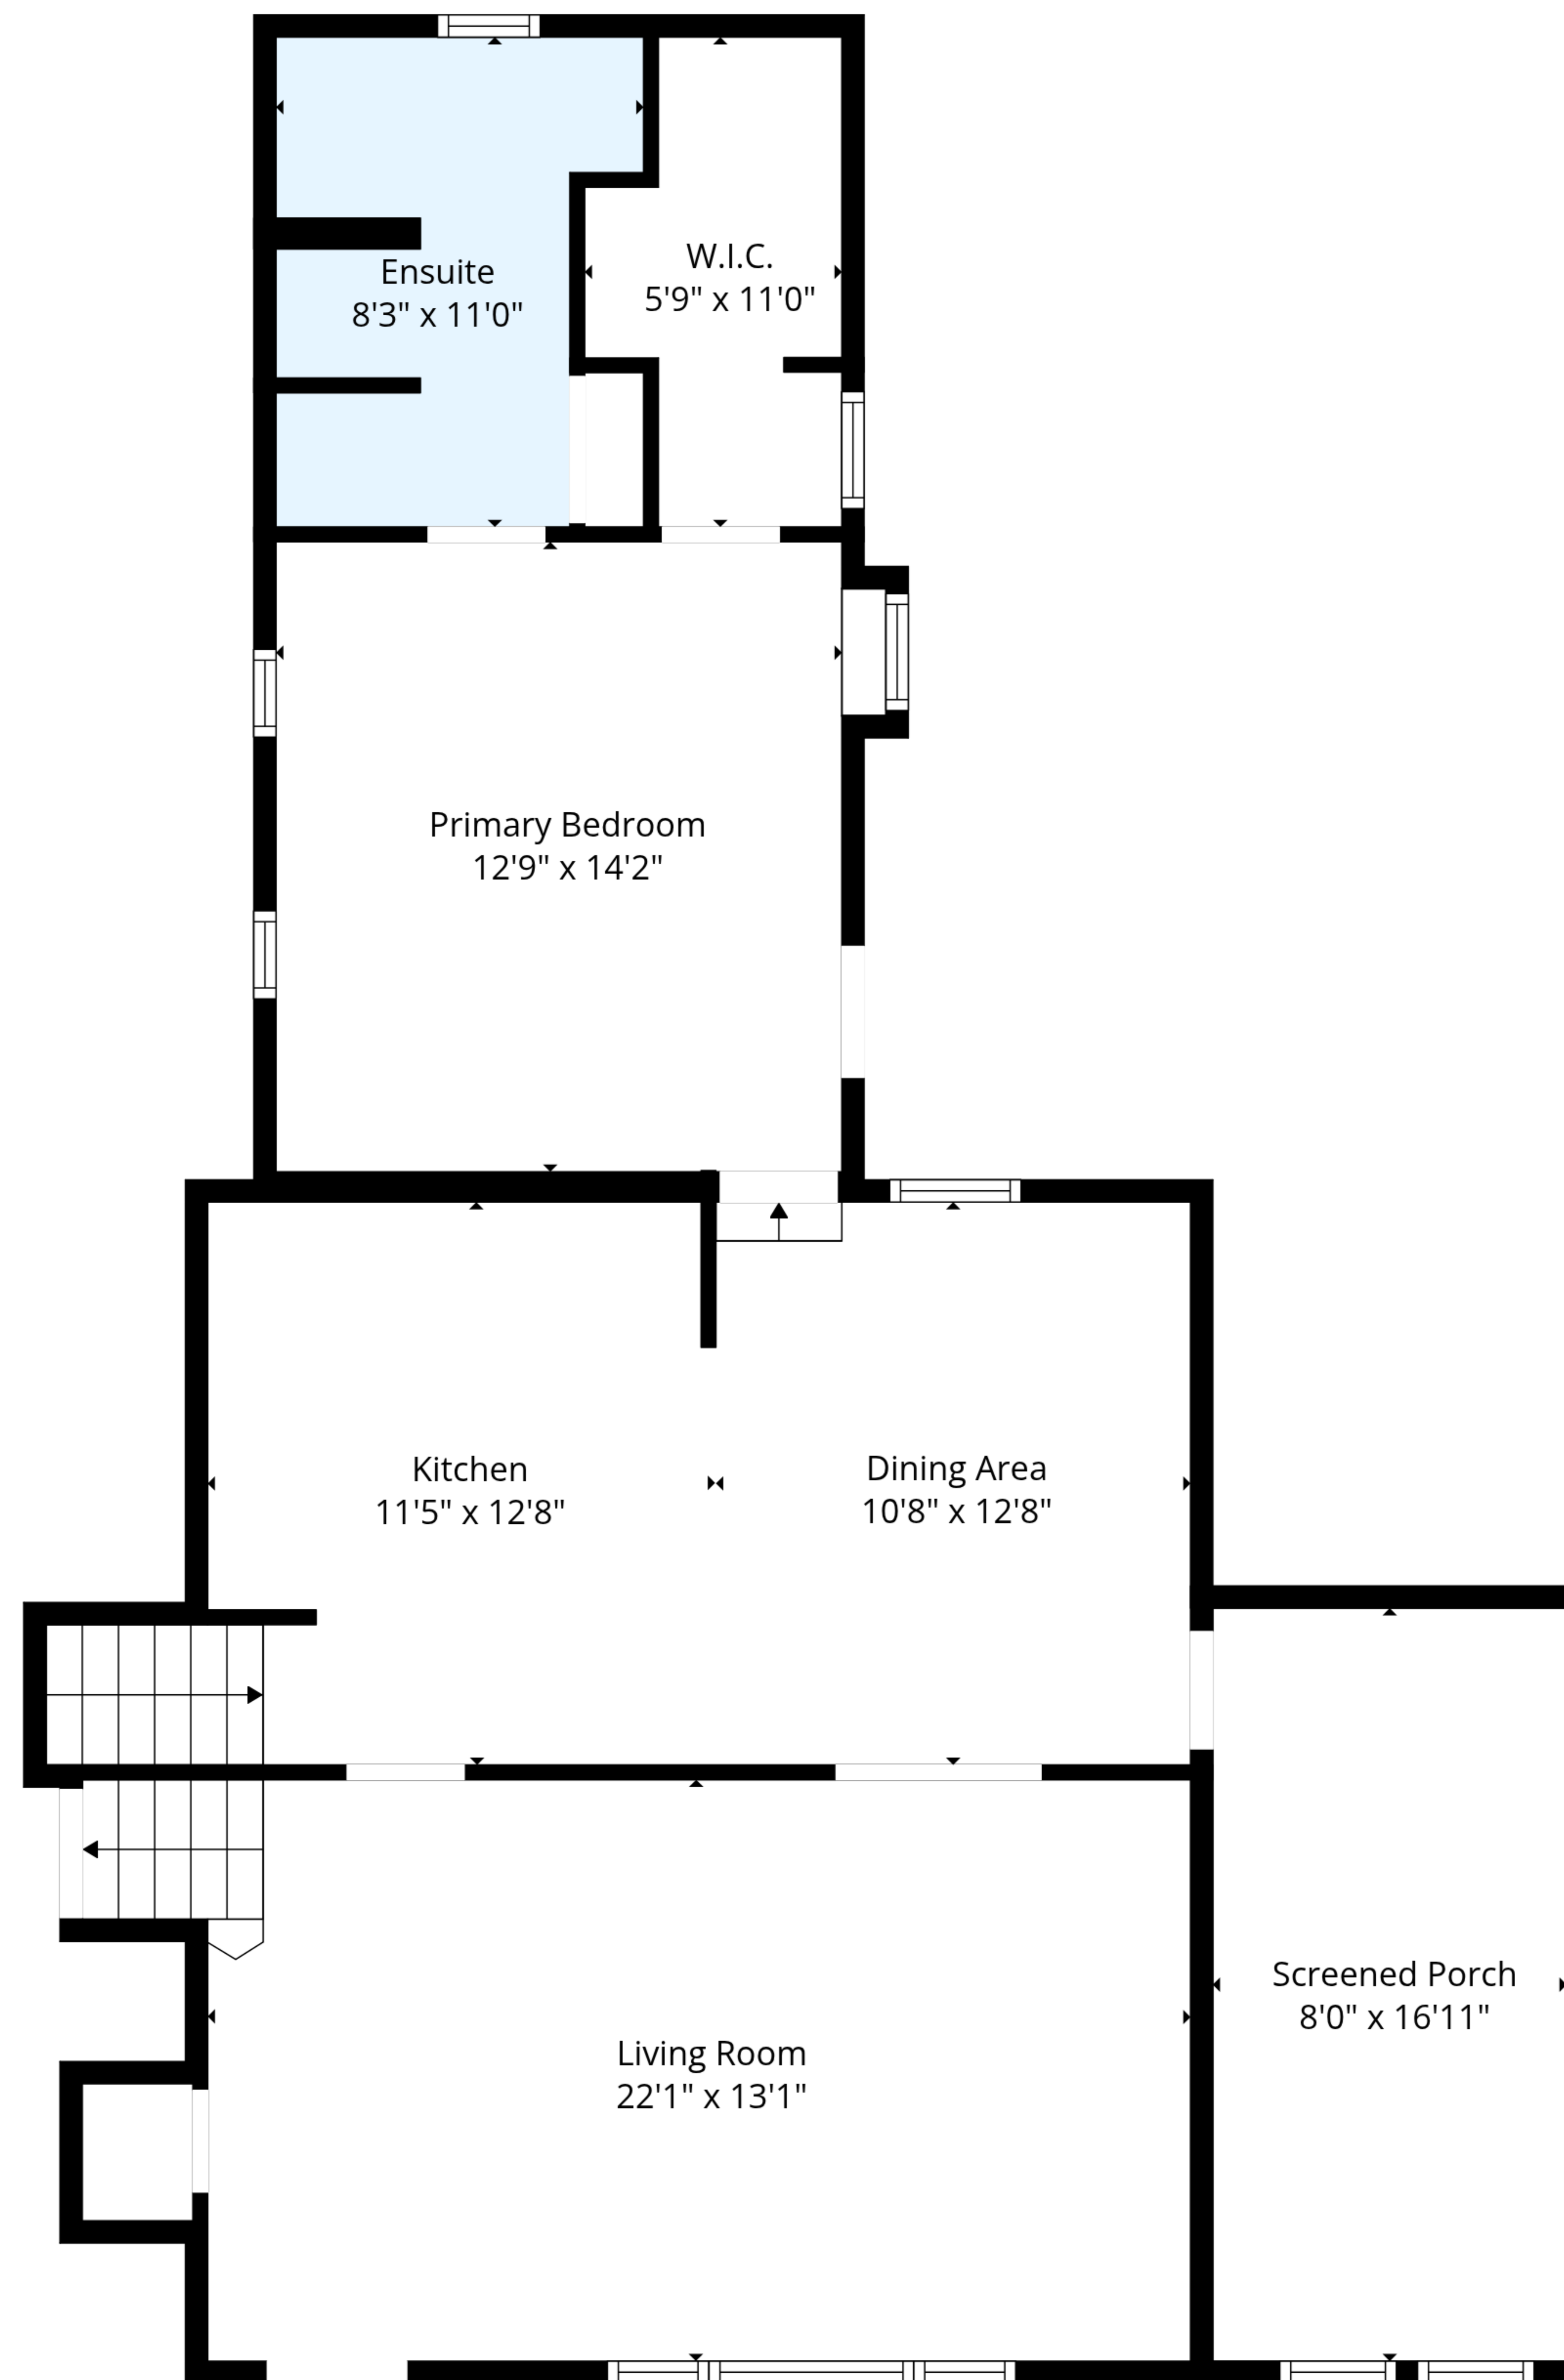 Ensuite
8'3" x 11'0"
W.I.C.
5'9" x 11'0"
Primary Bedroom
12'9" x 14'2"
Kitchen
11'5" x 12'8"
Dining Area
10'8" x 12'8"
Screened Porch
8'0" x 16'11"
Living Room
22'1" x 13'1"